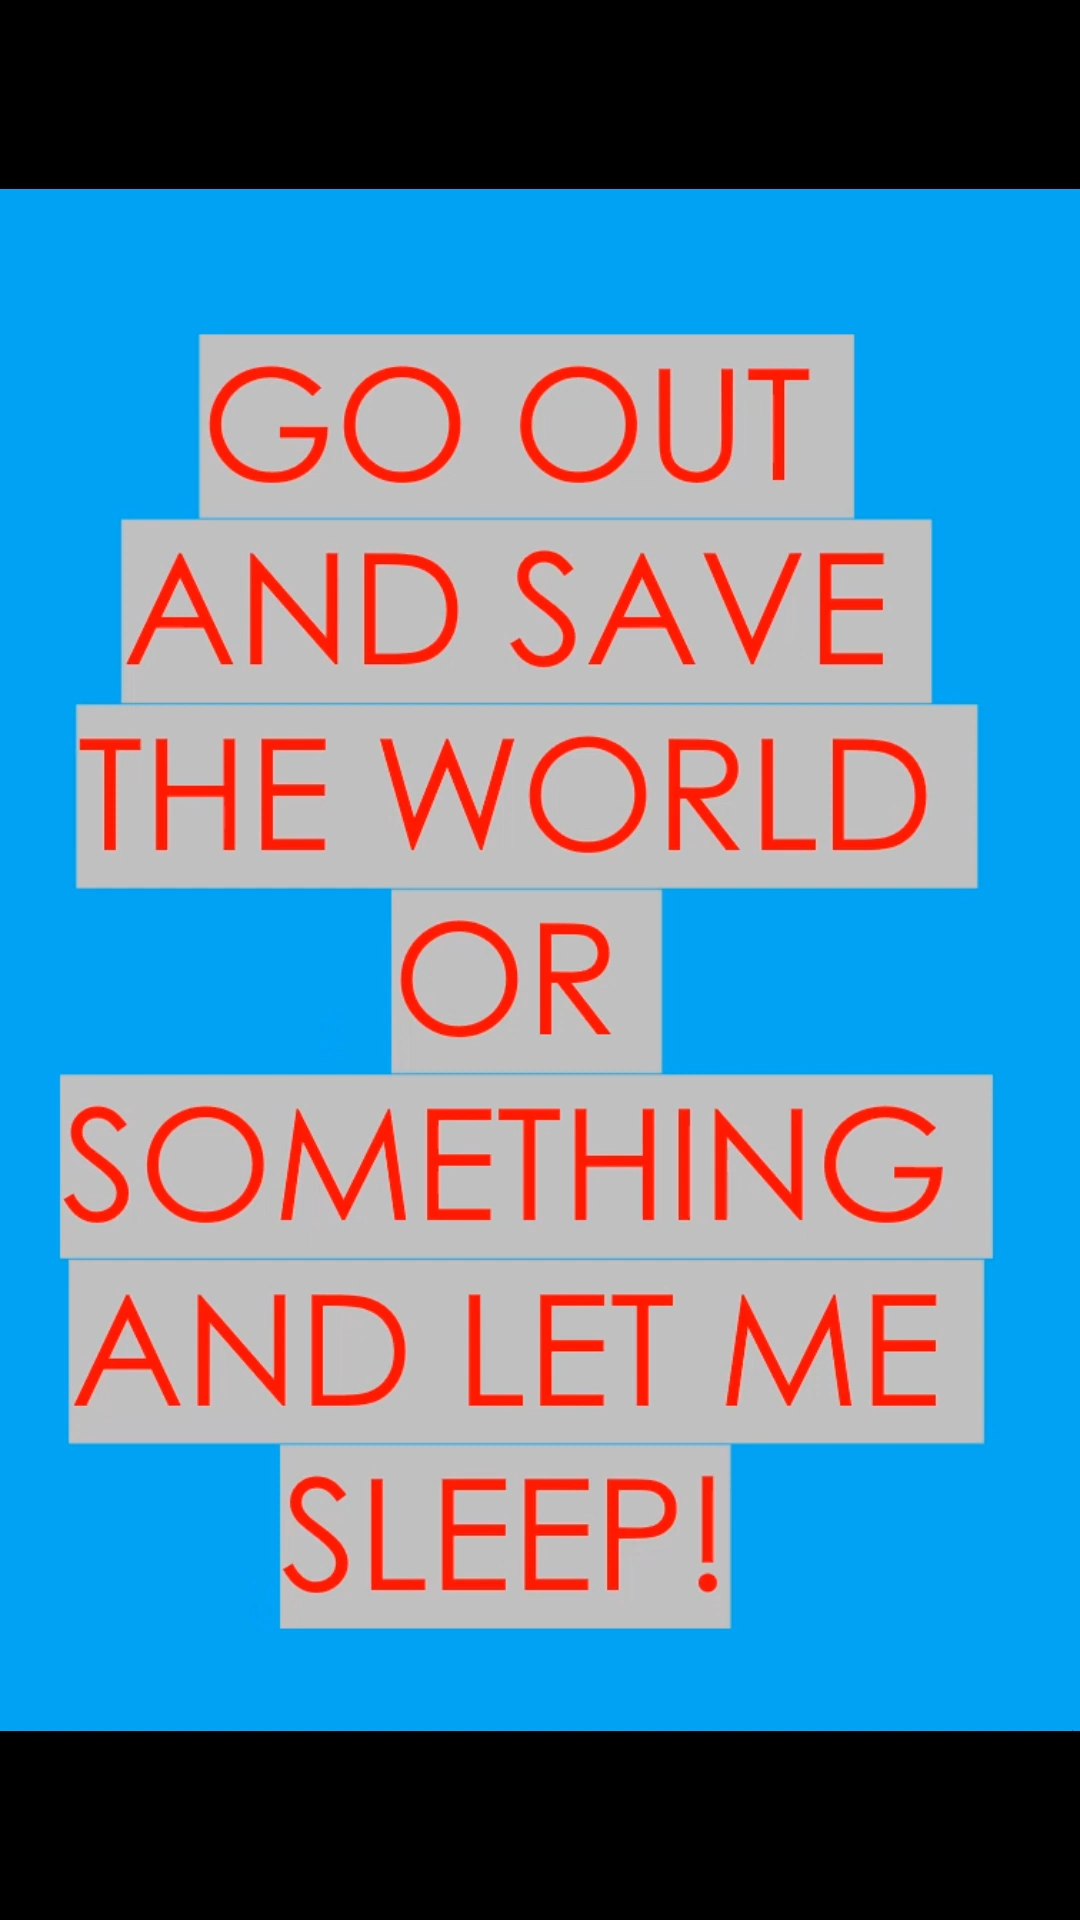 GO OUT
AND SAVE
THE WORLD
OR
SOMETHING
AND LET ME
SLEEP!